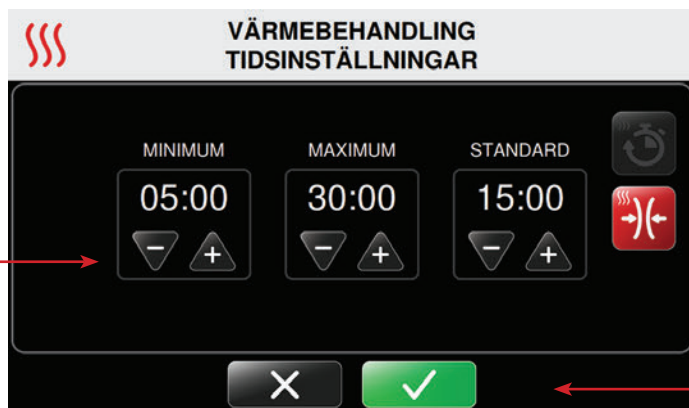 VÄRMEBEHANDLING
TIDSINSTÄLLNINGAR
MINIMUM MAXIMUM STANDARD
05:00 30:00 15:00